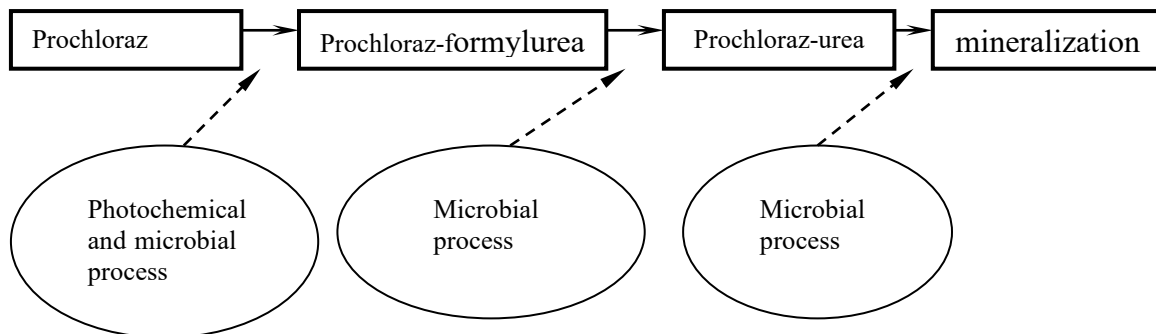 Prochloraz
Prochloraz-formylurea
Prochloraz-urea
mineralization
Photochemical
and microbial
process
Microbial
process
Microbial
process